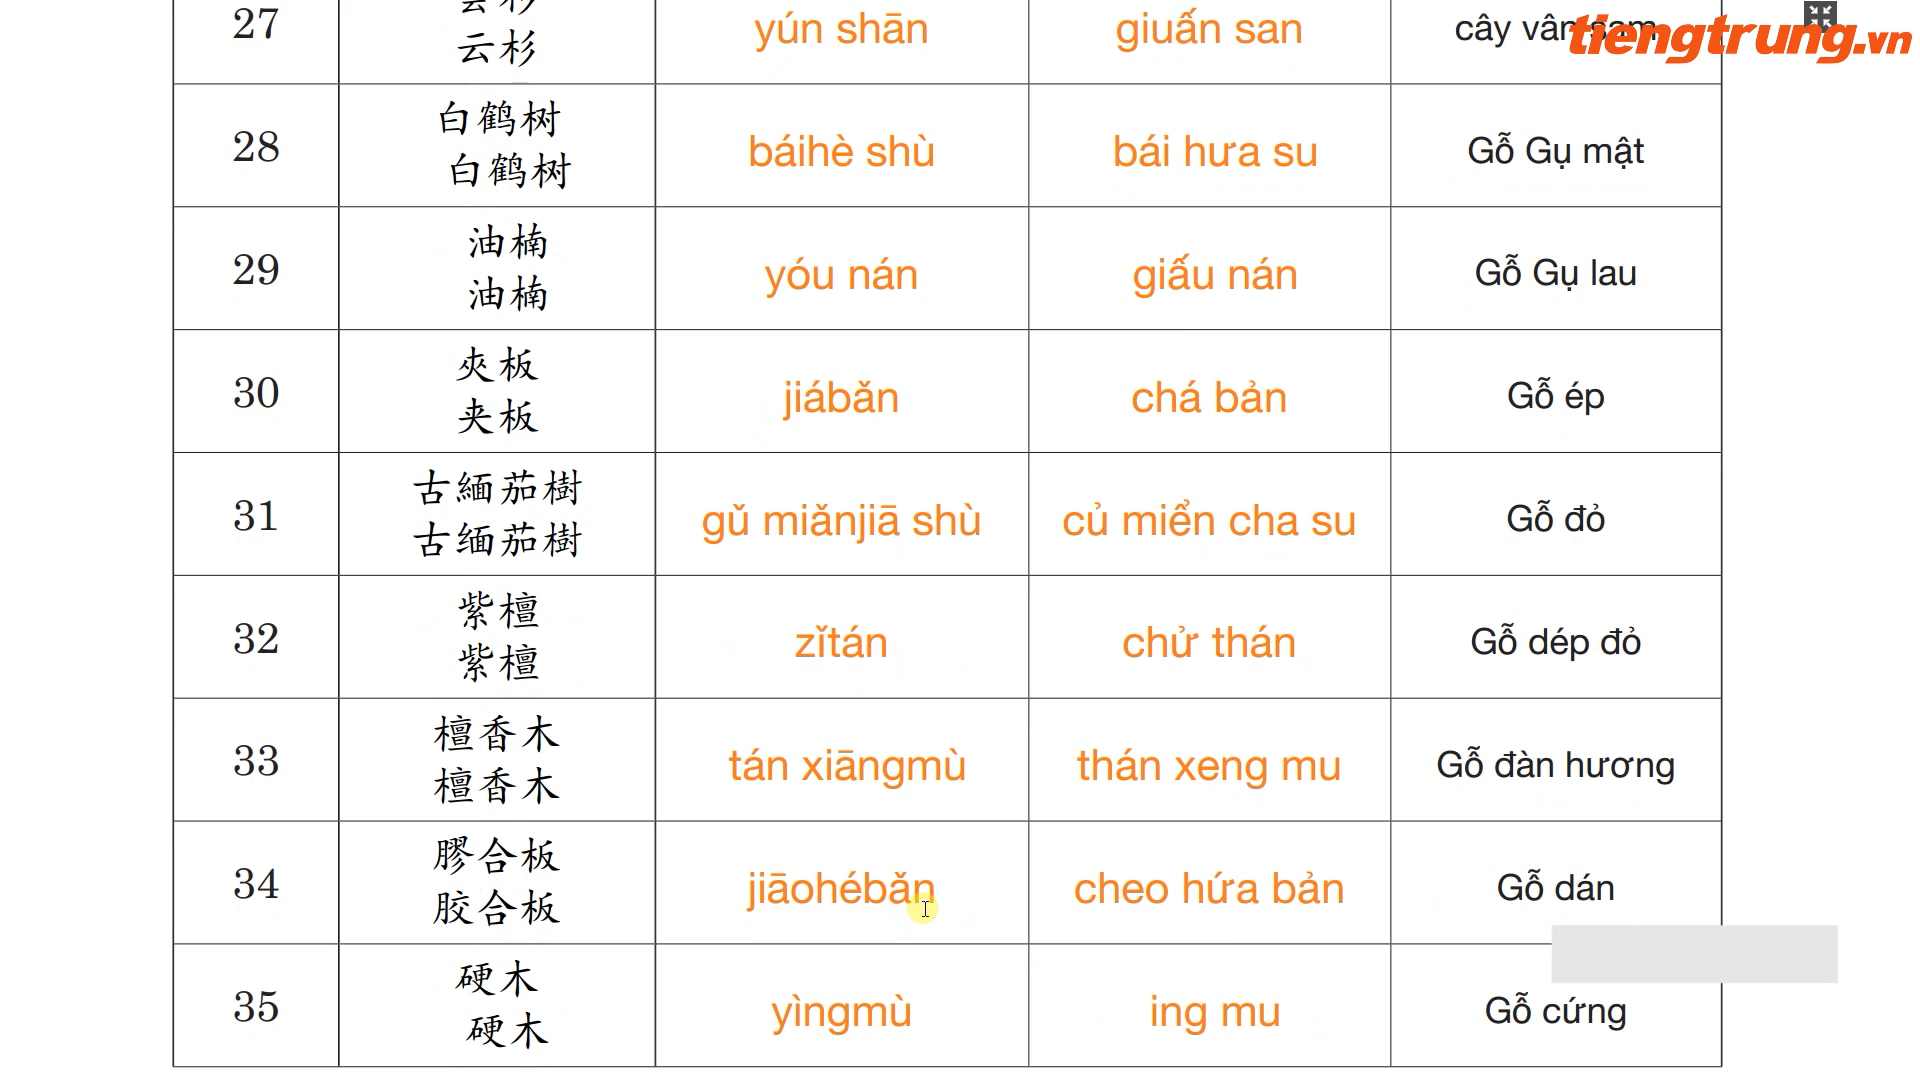 27
云杉
yún shān
giuấn san
cây vân sam
tiengtrung.vn
28
白鹤树
白鹤树
báihè shù
bái hưa su
Gỗ Gụ mật
29
油楠
油楠
yóu nán
giấu nán
Gỗ Gụ lau
30
夾板
夹板
jiábǎn
chá bản
Gỗ ép
31
古緬茄樹
古缅茄樹
gǔ miǎnjiā shù
củ miển cha su
Gỗ đỏ
32
紫檀
紫檀
zǐtán
chử thán
Gỗ dép đỏ
33
檀香木
檀香木
tán xiāngmù
thán xeng mu
Gỗ đàn hương
34
膠合板
胶合板
jiāohébǎn
cheo hứa bản
Gỗ dán
35
硬木
硬木
yìngmù
ing mu
Gỗ cứng